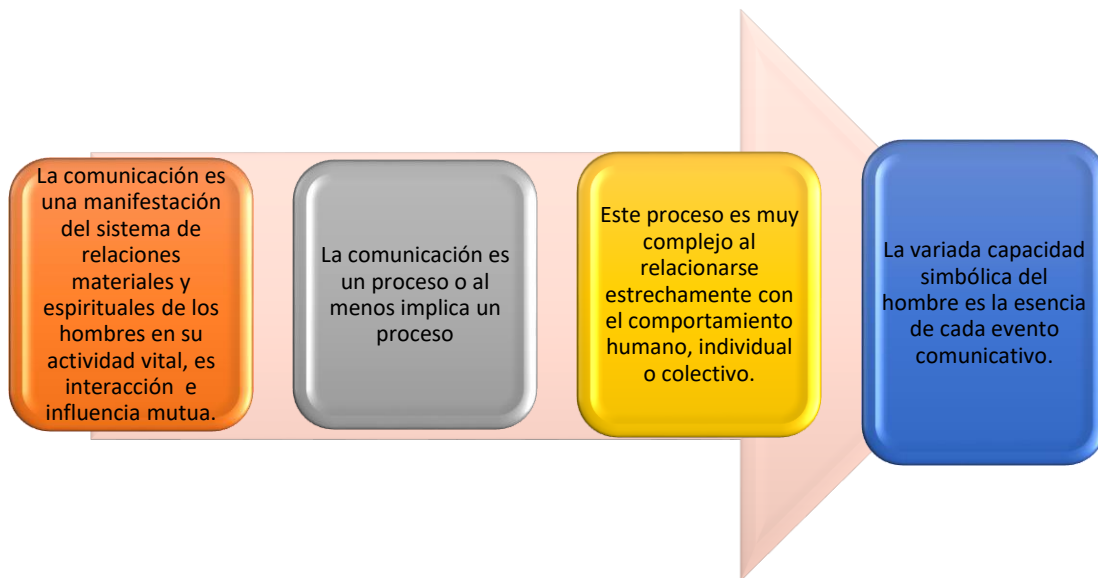 La comunicación es
una manifestación
del sistema de
relaciones
materiales y
espirituales de los
hombres en su
actividad vital, es
interacción e
influencia mutua.
La comunicación es
un proceso o al
menos implica un
proceso
Este proceso es muy
complejo al
relacionarse
estrechamente con
el comportamiento
humano, individual
o colectivo.
La variada capacidad
simbólica del
hombre es la esencia
de cada evento
comunicativo.